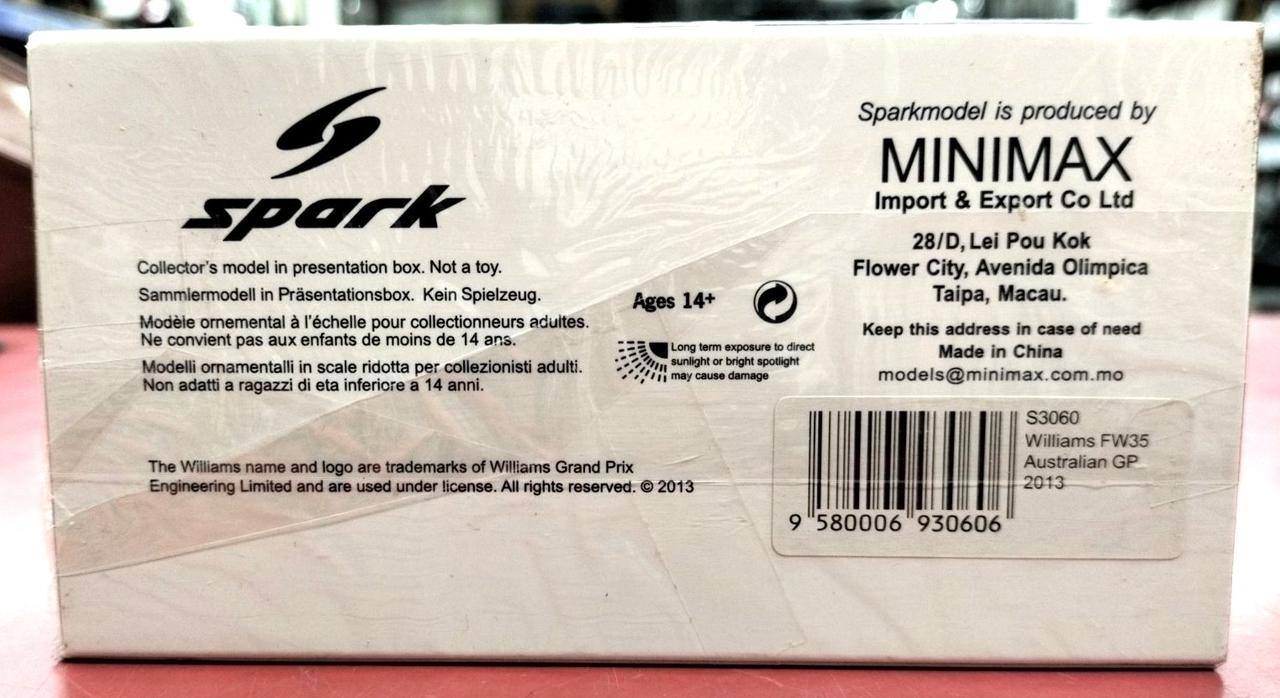 spark
Collector's model in presentation box. Not a toy.
Sammlermodell in Präsentationsbox. Kein Spielzeug.
Modèle ornemental à l'échelle pour collectionneurs adultes.
Ne convient pas aux enfants de moins de 14 ans.
Modelli ornamentalli in scale ridotta per collezionisti adulti.
Non adatti a ragazzi di eta inferiore a 14 anni.
The Williams name and logo are trademarks of Williams Grand Prix
Engineering Limited and are used under license. All rights reserved. © 2013
Ages 14+
Long term exposure to direct
sunlight or bright spotlight
may cause damage
Sparkmodel is produced by
MINIMAX
Import & Export Co Ltd
28/D, Lei Pou Kok
Flower City, Avenida Olimpica
Taipa, Macau.
Keep this address in case of need
Made in China
models@minimax.com.mo
S3060
Williams FW35
Australian GP
2013
9 580006 930606